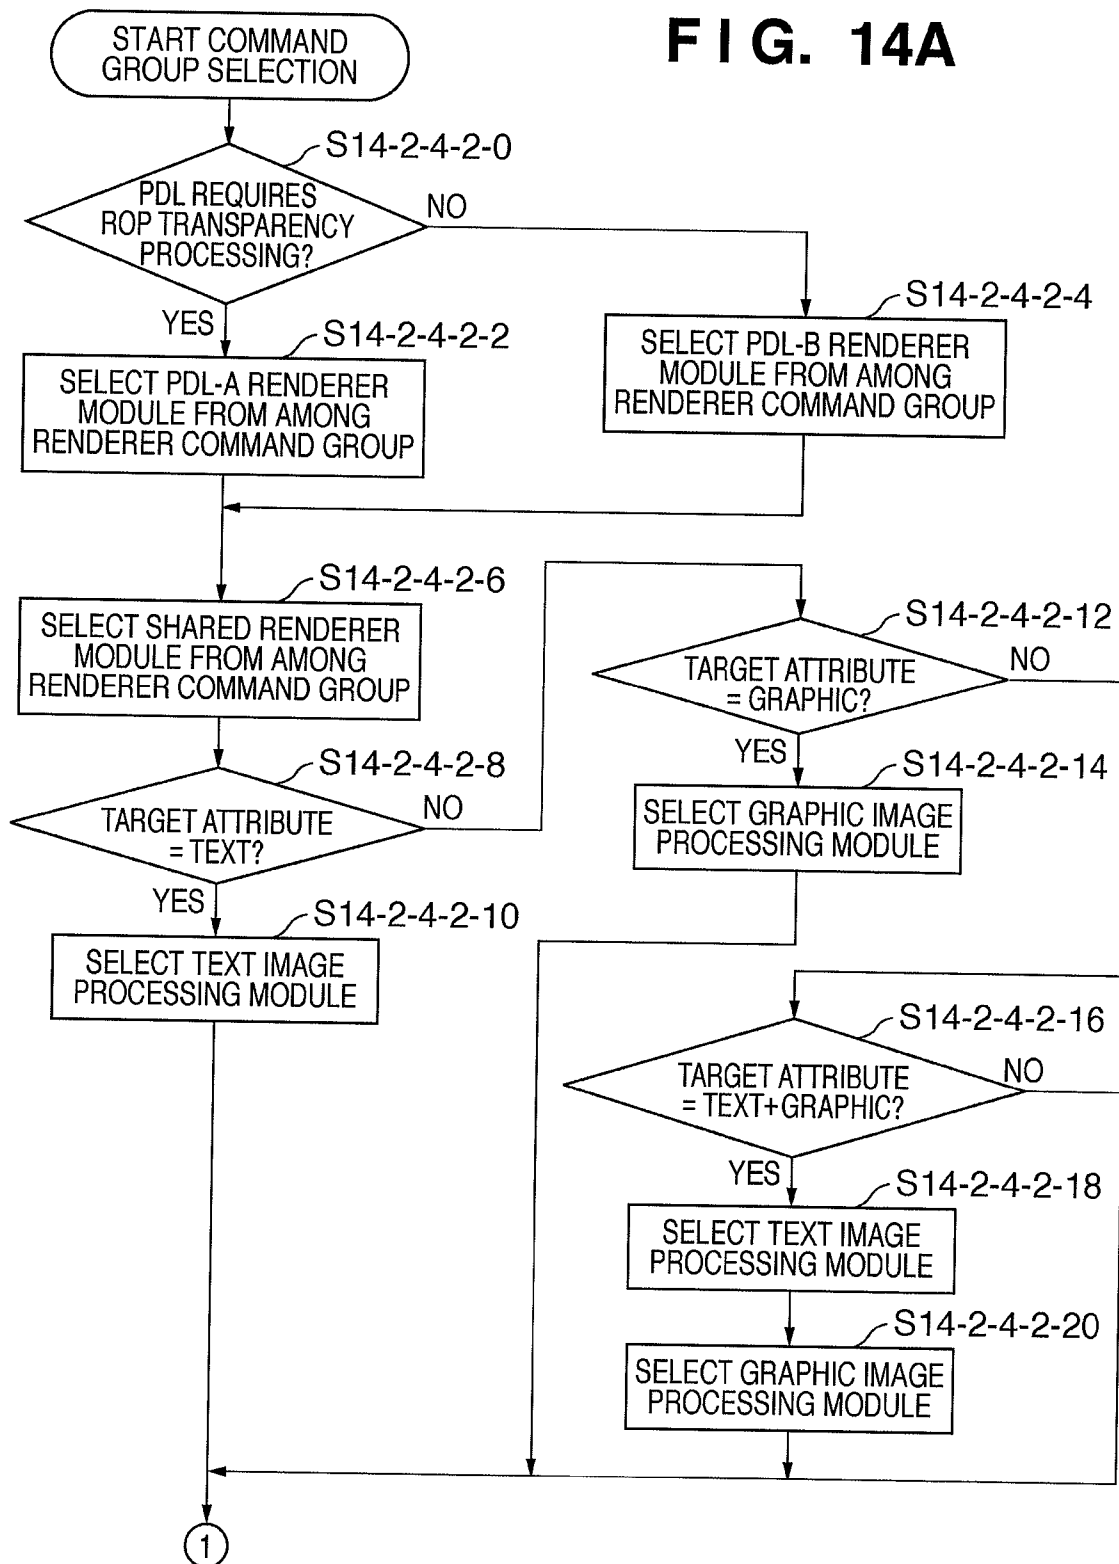 FIG. 14A
START COMMAND
GROUP SELECTION
S14-2-4-2-0
PDL REQUIRES
ROP TRANSPARENCY
PROCESSING?
NO
YES
S14-2-4-2-2
SELECT PDL-A RENDERER
MODULE FROM AMONG
RENDERER COMMAND GROUP
S14-2-4-2-4
SELECT PDL-B RENDERER
MODULE FROM AMONG
RENDERER COMMAND GROUP
S14-2-4-2-6
SELECT SHARED RENDERER
MODULE FROM AMONG
RENDERER COMMAND GROUP
S14-2-4-2-8
TARGET ATTRIBUTE
= TEXT?
NO
YES
S14-2-4-2-10
SELECT TEXT IMAGE
PROCESSING MODULE
S14-2-4-2-12
TARGET ATTRIBUTE
= GRAPHIC?
NO
YES
S14-2-4-2-14
SELECT GRAPHIC IMAGE
PROCESSING MODULE
S14-2-4-2-16
TARGET ATTRIBUTE
= TEXT+GRAPHIC?
NO
YES
S14-2-4-2-18
SELECT TEXT IMAGE
PROCESSING MODULE
S14-2-4-2-20
SELECT GRAPHIC IMAGE
PROCESSING MODULE
1